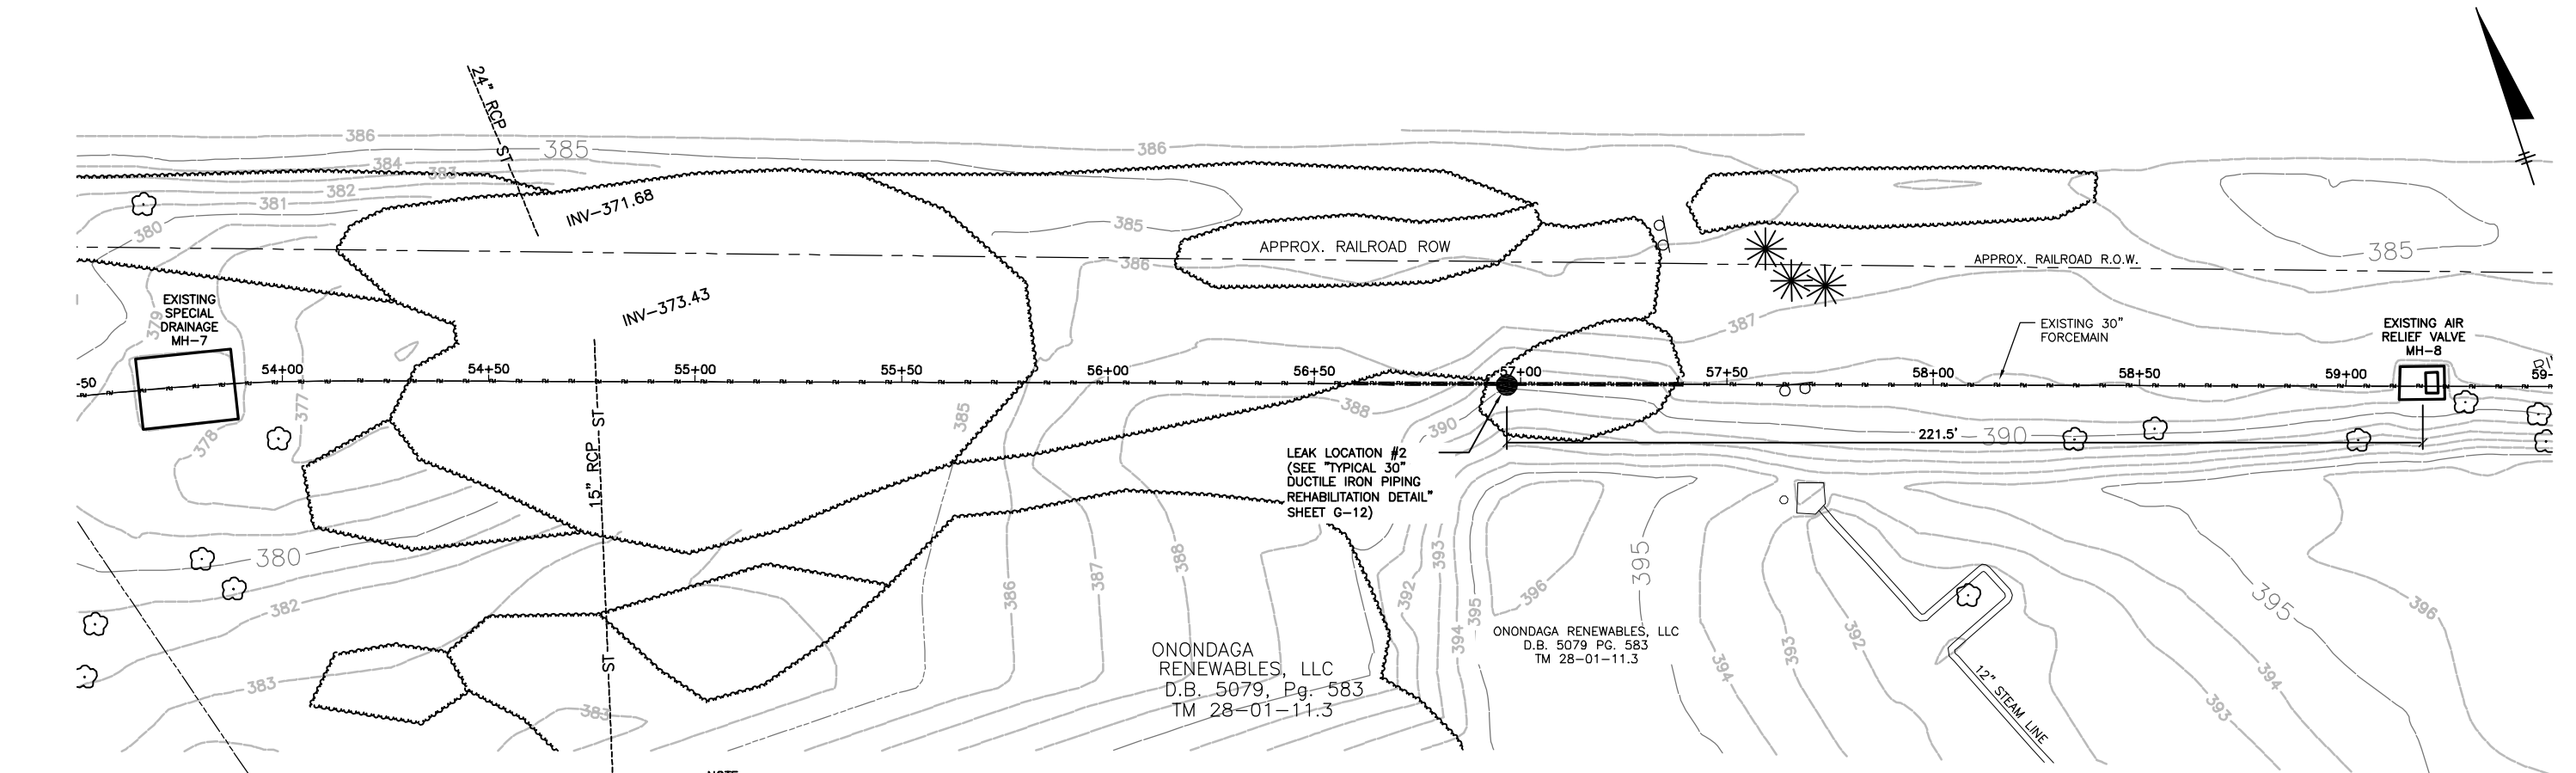 24" RCP
ST
386
385
386
384
383
382
381
380
INV-371.68
385
APPROX. RAILROAD ROW
386
APPROX. RAILROAD R.O.W.
385
INV-373.43
EXISTING
SPECIAL
DRAINAGE
MH-7
379
387
EXISTING 30"
FORCEMAIN
EXISTING AIR
RELIEF VALVE
MH-8
-50
54+00
54+50
55+00
55+50
56+00
56+50
57+00
57+50
58+00
58+50
59+00
59-
377
378
15" RCP
ST
ST
385
388
390
221.5'
390
LEAK LOCATION #2
(SEE "TYPICAL 30"
DUCTILE IRON PIPING
REHABILITATION DETAIL"
SHEET G-12)
380
382
383
383
386
387
388
392
393
394
395
396
395
ONONDAGA
RENEWABLES, LLC
D.B. 5079, Pg. 583
TM 28-01-11.3
ONONDAGA RENEWABLES, LLC
D.B. 5079 PG. 583
TM 28-01-11.3
394
393
392
12" STEAM LINE
395
396
394
393